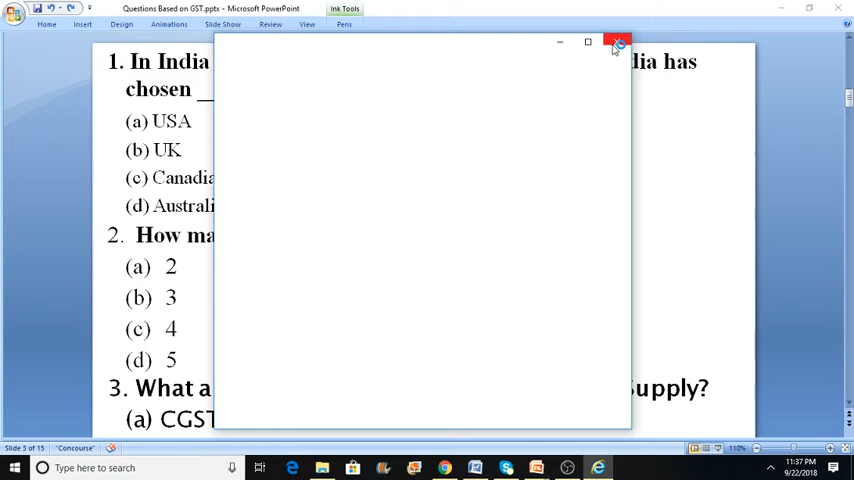 Questions Based on GST.pptx - Microsoft PowerPoint
Ink Tools
Home Insert Design Animations Slide Show Review View Pens
1. In India dia has
chosen __
(a) USA
(b) UK
(c) Canadia
(d) Australi
2. How ma
(a) 2
(b) 3
(c) 4
(d) 5
3. What a upply?
(a) CGST
Slide 3 of 15 "Concourse" 110%
Type here to search
11:37 PM
9/22/2018